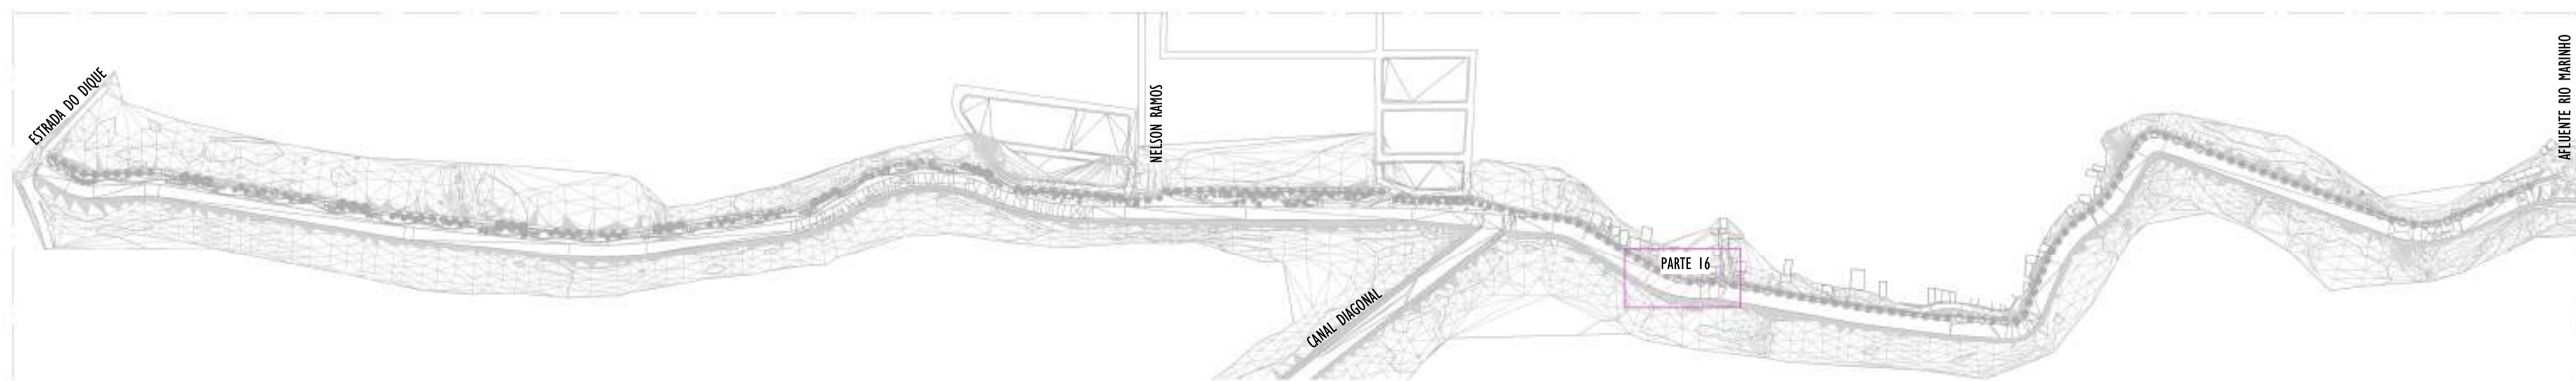 ESTRADA DO DIQUE
NELSON RAMOS
CANAL DIAGONAL
PARTE 16
AFLUENTE RIO MARINHO